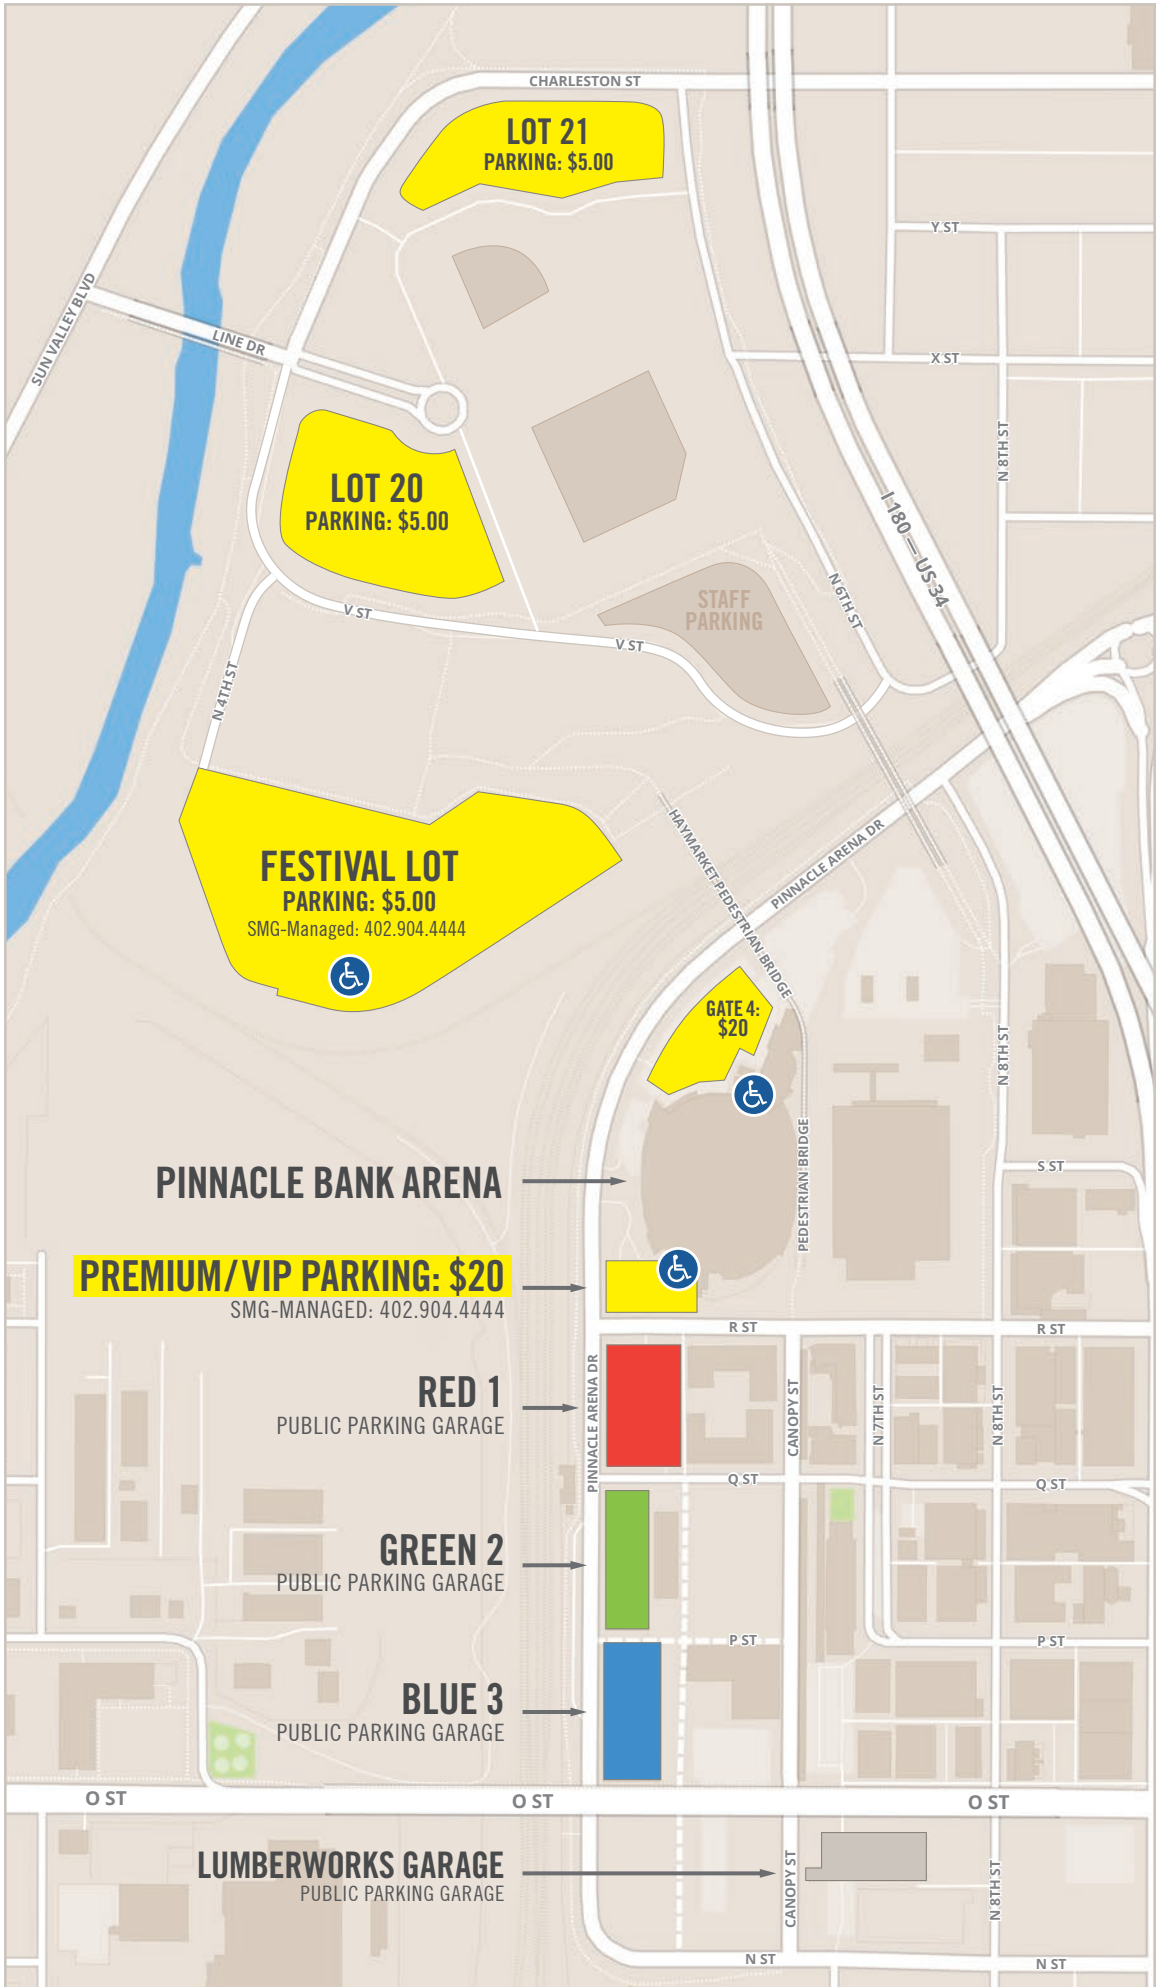 CHARLESTON ST
LOT 21
PARKING: $5.00
Y ST
SUN VALLEY BLVD
LINE DR
X ST
N 8TH ST
LOT 20
PARKING: $5.00
I 180 — US 34
N 6TH ST
STAFF
PARKING
V ST
V ST
N 4TH ST
HAYMARKET PEDESTRIAN BRIDGE
PINNACLE ARENA DR
FESTIVAL LOT
PARKING: $5.00
SMG-Managed: 402.904.4444
GATE 4:
$20
N 8TH ST
PEDESTRIAN BRIDGE
PINNACLE BANK ARENA
S ST
PREMIUM/VIP PARKING: $20
SMG-MANAGED: 402.904.4444
R ST
R ST
PINNACLE ARENA DR
CANOPY ST
N 7TH ST
N 8TH ST
RED 1
PUBLIC PARKING GARAGE
Q ST
Q ST
GREEN 2
PUBLIC PARKING GARAGE
P ST
P ST
BLUE 3
PUBLIC PARKING GARAGE
O ST
O ST
O ST
LUMBERWORKS GARAGE
PUBLIC PARKING GARAGE
CANOPY ST
N 8TH ST
N ST
N ST